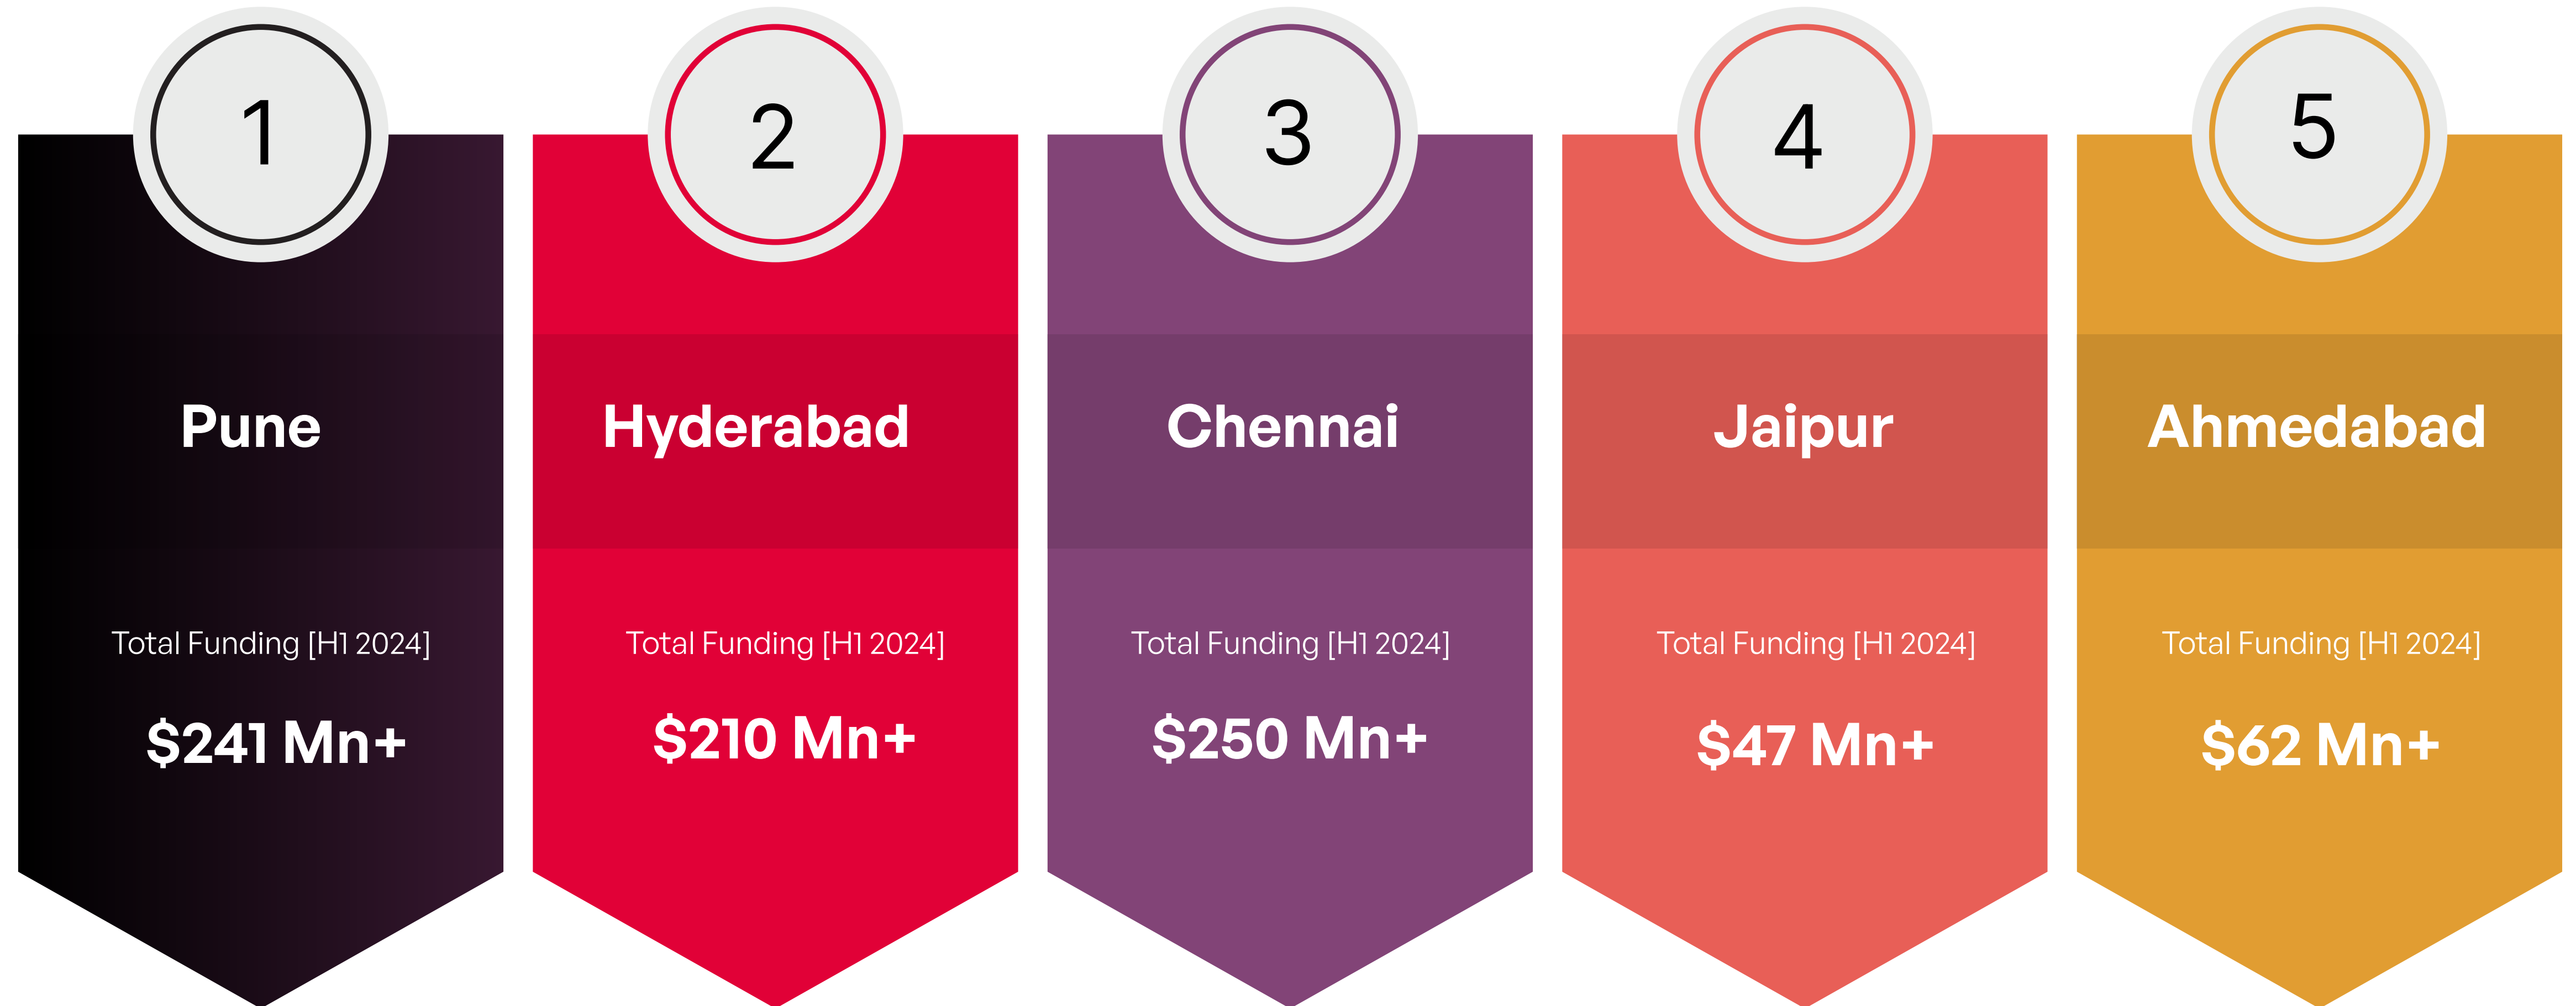 1
Pune
Total Funding [H1 2024]
$241 Mn+
2
Hyderabad
Total Funding [H1 2024]
$210 Mn+
3
Chennai
Total Funding [H1 2024]
$250 Mn+
4
Jaipur
Total Funding [H1 2024]
$47 Mn+
5
Ahmedabad
Total Funding [H1 2024]
$62 Mn+